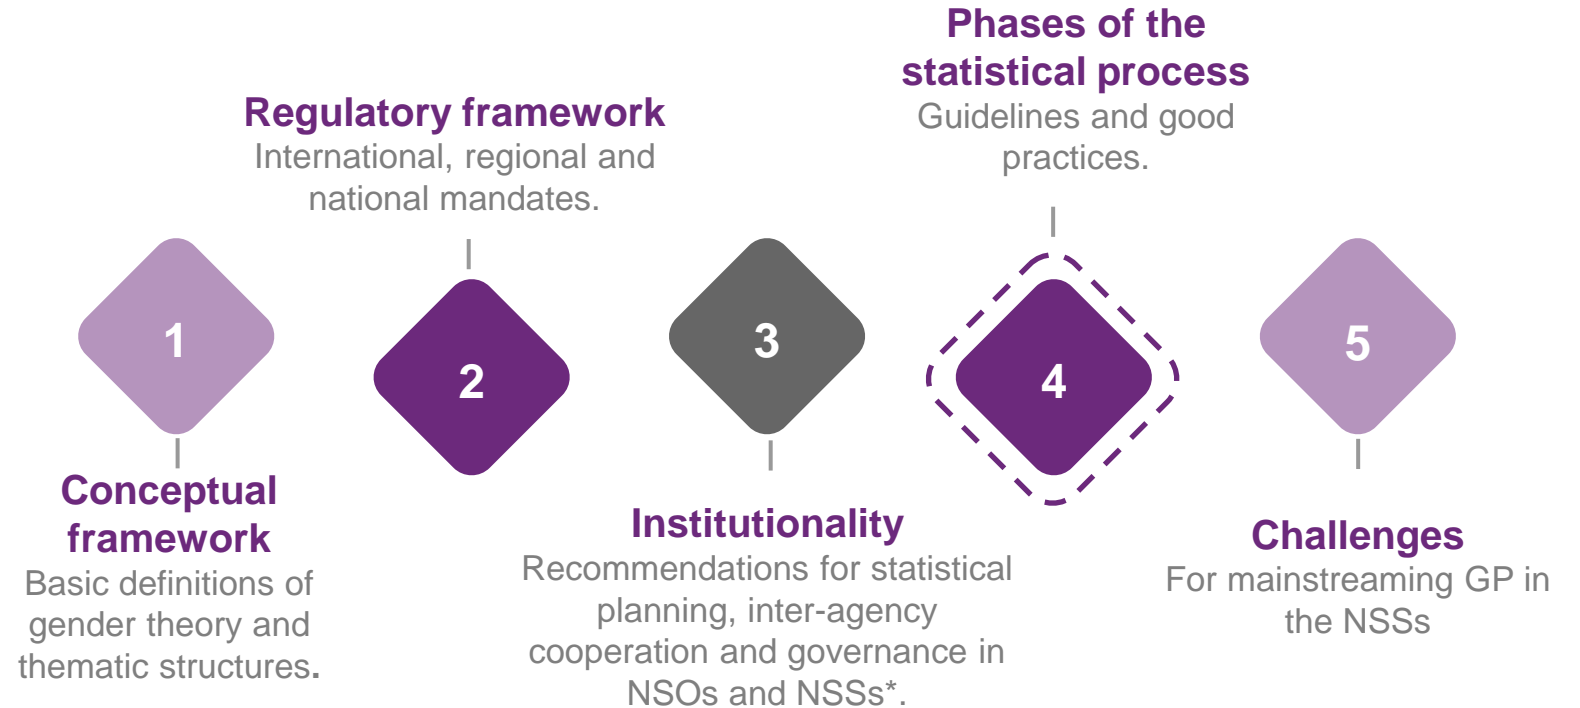 1
Conceptual
framework
Basic definitions of
gender theory and
thematic structures.
Regulatory framework
International, regional and
national mandates.
2
3
Institutionality
Recommendations for statistical
planning, inter-agency
cooperation and governance in
NSOs and NSSs*.
Phases of the
statistical process
Guidelines and good
practices.
4
5
Challenges
For mainstreaming GP in
the NSSs